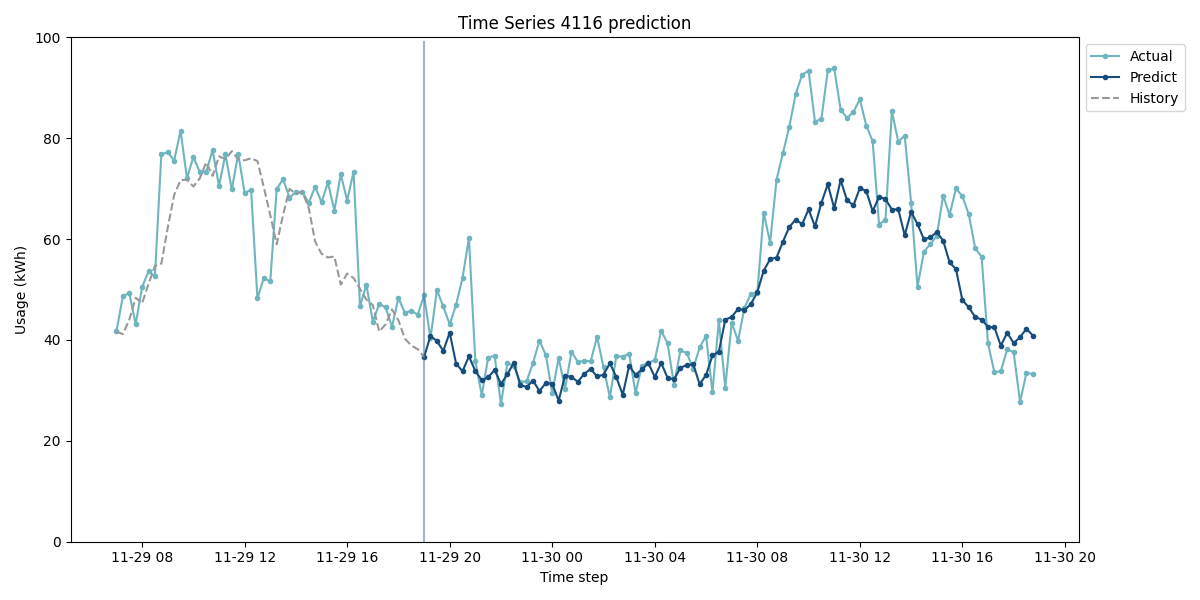 Time Series 4116 prediction
100
80
60
40
20
0
Usage (kWh)
11-29 08
11-29 12
11-29 16
11-29 20
11-30 00
11-30 04
11-30 08
11-30 12
11-30 16
11-30 20
Time step
Actual
Predict
History